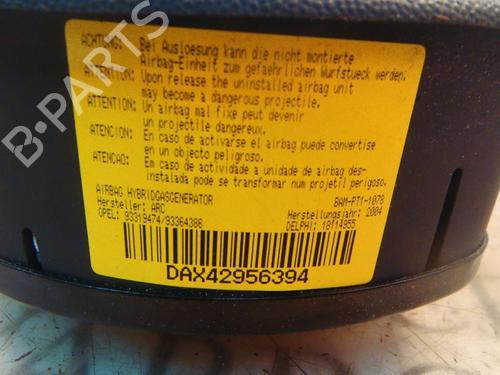 B-PARTS
ACHTUNG: Bei Ausloesung kann die nicht montierte
Airbag-Einheit zum gefaehrlichen Wurfstueck werden.
ATTENTION: Upon release the uninstalled airbag unit
may become a dangerous projectile.
ATTENTION: Un airbag mal fixe peut devenir
un projectile dangereux.
ATENCION: En caso de activarse el airbag puede convertise
en un objecto peligroso.
ATENCAO: Em caso de actividade a unidade de airbag des-
instalada pode se transformar num projetil perigoso.
AIRBAG HYBRIDGASGENERATOR BAM-PT1-1078
Hersteller: ARC Herstellungsjahr: 2004
OPEL: 93319474/93364386 DELPHI: 18114955
DAX42956394